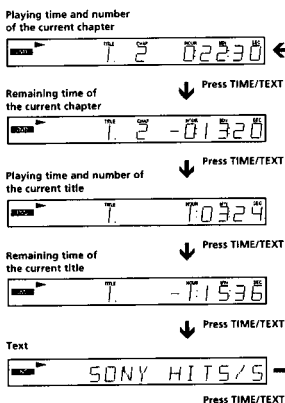 Playing time and number
of the current chapter
TITLE CHAP HOUR MIN SEC
1. 2 0:22:30
Press TIME/TEXT
Remaining time of
the current chapter
TITLE CHAP HOUR MIN SEC
1. 2 -0:13:20
Press TIME/TEXT
Playing time and number of
the current title
TITLE HOUR MIN SEC
1. 1:03:24
Press TIME/TEXT
Remaining time of
the current title
TITLE HOUR MIN SEC
1. -1:15:36
Press TIME/TEXT
Text
SONY HITS/S
Press TIME/TEXT